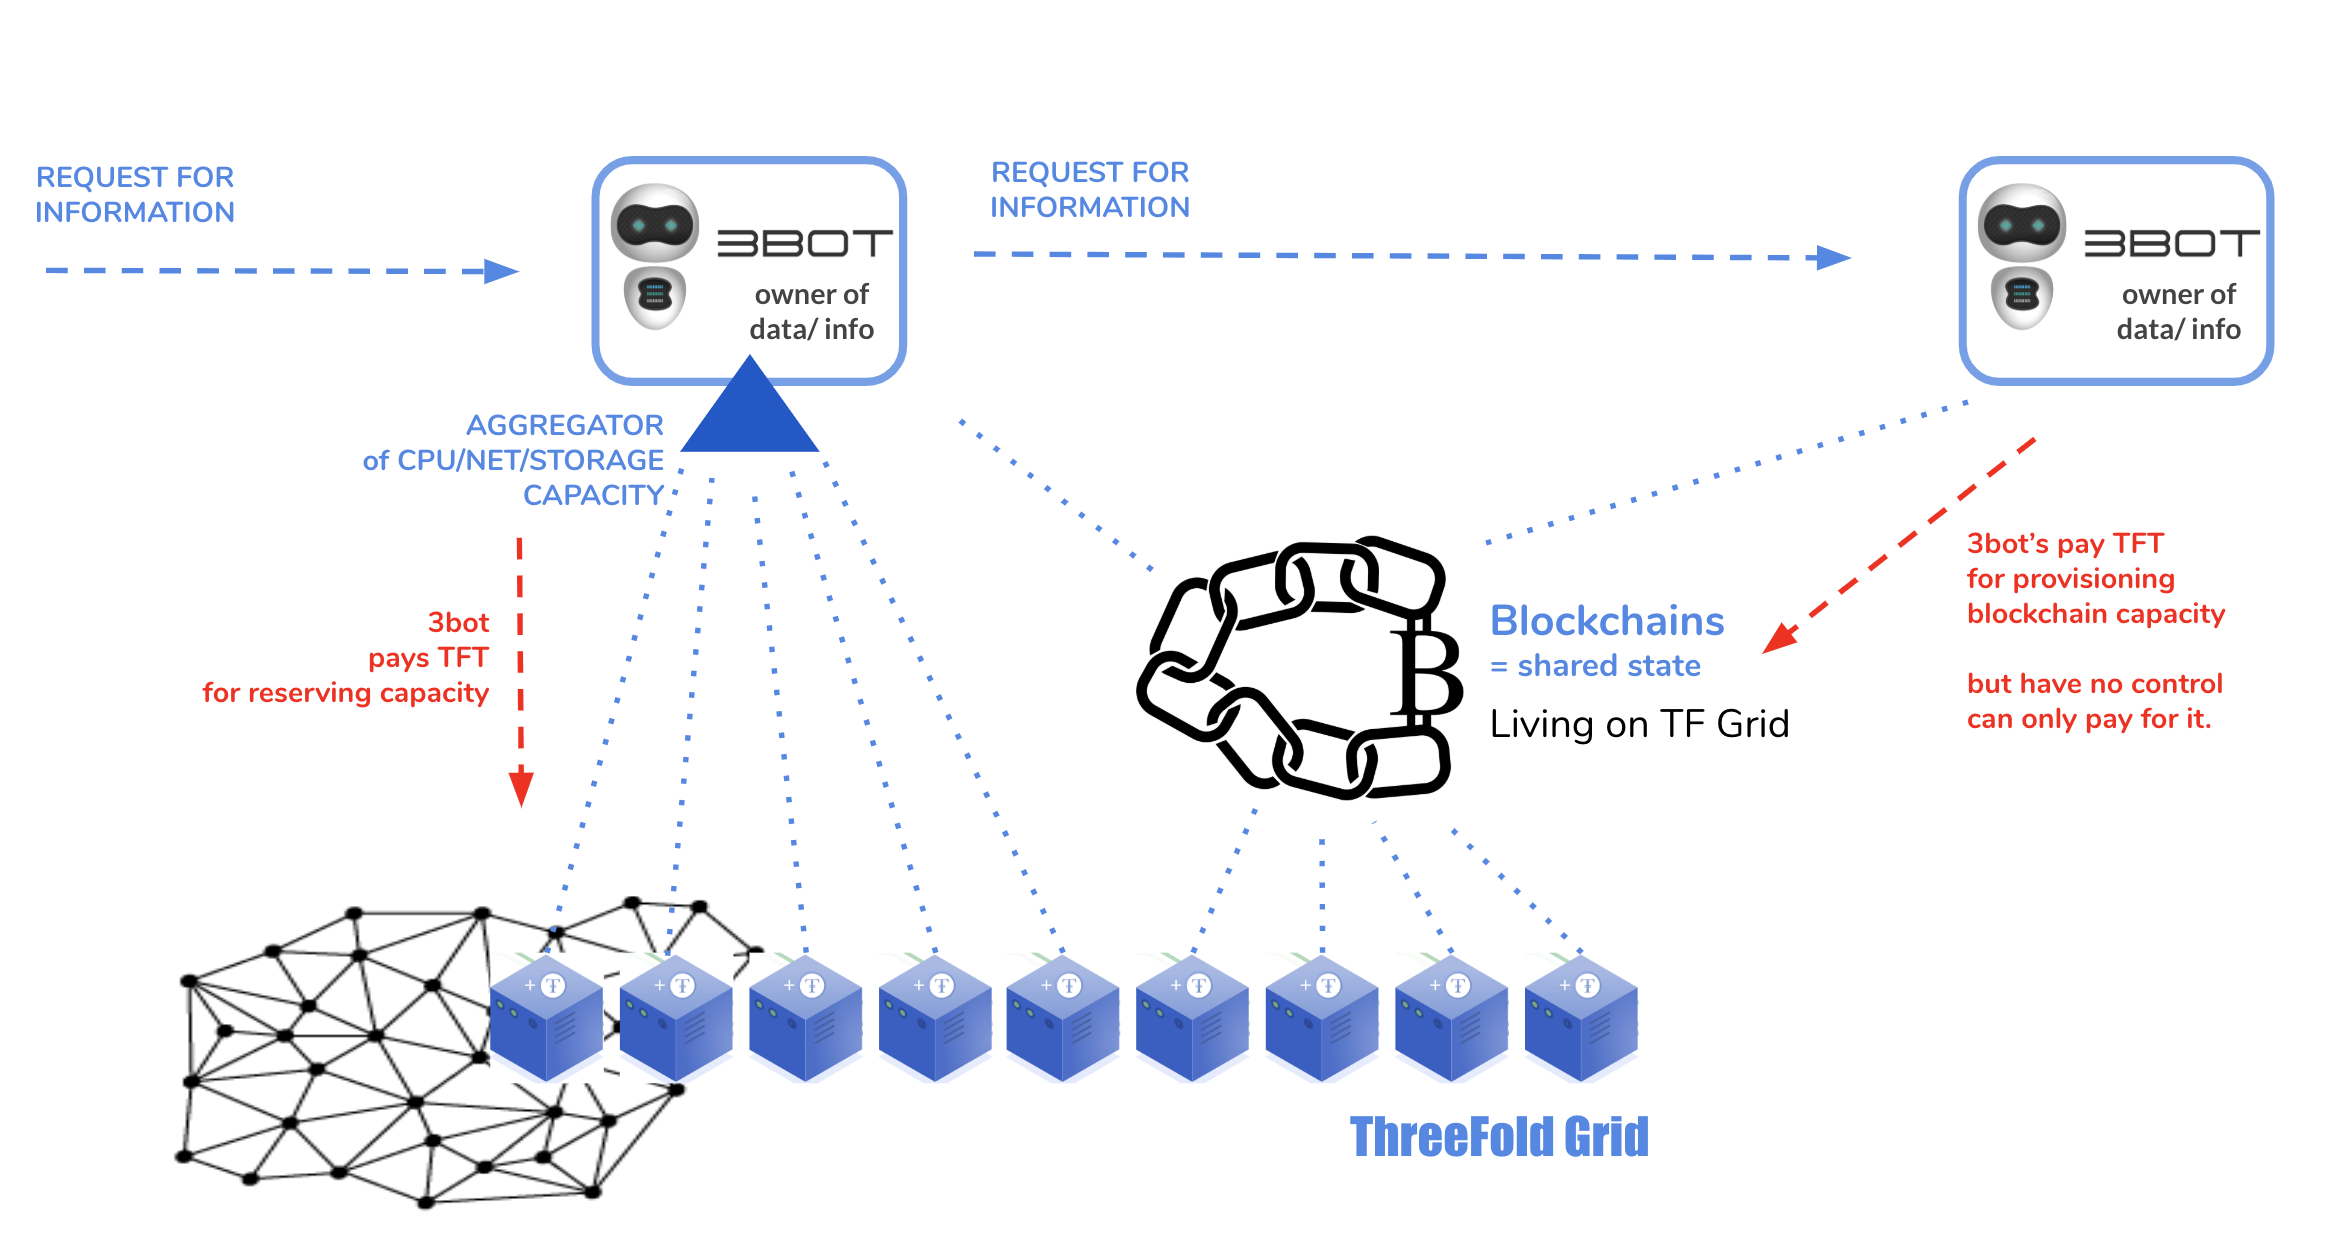 REQUEST FOR
INFORMATION
3BOT
owner of
data/ info
REQUEST FOR
INFORMATION
3BOT
owner of
data/ info
AGGREGATOR
of CPU/NET/STORAGE
CAPACITY
3bot
pays TFT
for reserving capacity
B
Blockchains
= shared state
Living on TF Grid
3bot’s pay TFT
for provisioning
blockchain capacity
but have no control
can only pay for it.
+ Ŧ
+ Ŧ
+ Ŧ
+ Ŧ
+ Ŧ
+ Ŧ
+ Ŧ
+ Ŧ
+ Ŧ
ThreeFold Grid